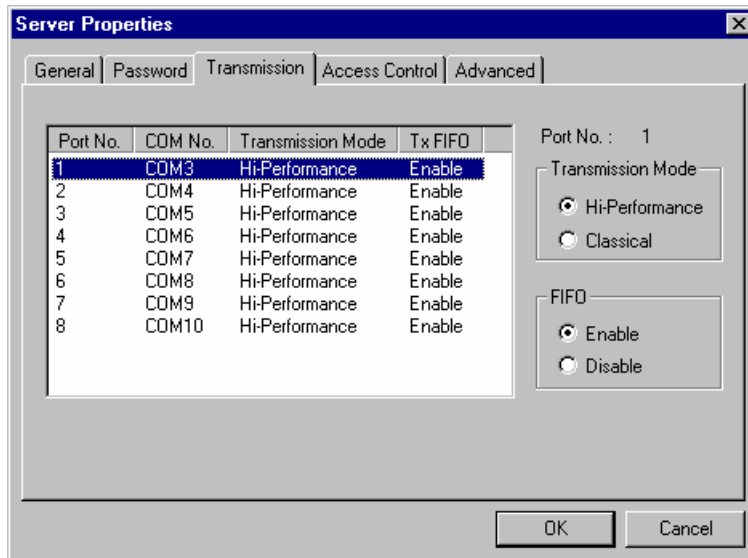 Server Properties
General Password Transmission Access Control Advanced
Port No. COM No. Transmission Mode Tx FIFO
1 COM3 Hi-Performance Enable
2 COM4 Hi-Performance Enable
3 COM5 Hi-Performance Enable
4 COM6 Hi-Performance Enable
5 COM7 Hi-Performance Enable
6 COM8 Hi-Performance Enable
7 COM9 Hi-Performance Enable
8 COM10 Hi-Performance Enable
Port No. : 1
Transmission Mode
Hi-Performance
Classical
FIFO
Enable
Disable
OK Cancel